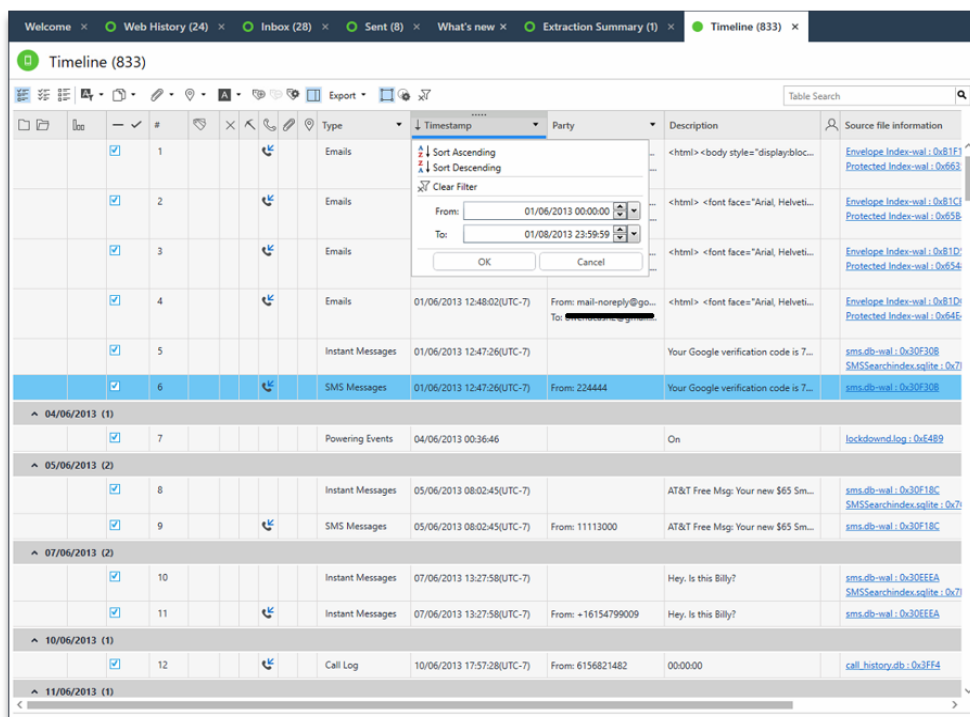 Welcome × Web History (24) × Inbox (28) × Sent (8) × What's new × Extraction Summary (1) × Timeline (833) ×
Timeline (833)
Export
Table Search
# Type Timestamp Party Description Source file information
1 Emails <html> <body style="display:bloc... Envelope Index-wal : 0xB1F1
Protected Index-wal : 0x663
2 Emails <html> <font face="Arial, Helveti... Envelope Index-wal : 0xB1C
Protected Index-wal : 0x65B
3 Emails <html> <font face="Arial, Helveti... Envelope Index-wal : 0xB1D
Protected Index-wal : 0x654
Sort Ascending
Sort Descending
Clear Filter
From: 01/06/2013 00:00:00
To: 01/08/2013 23:59:59
OK Cancel
4 Emails 01/06/2013 12:48:02(UTC-7) From: mail-noreply@go... <html> <font face="Arial, Helveti... Envelope Index-wal : 0xB1D
To: Protected Index-wal : 0x64E
5 Instant Messages 01/06/2013 12:47:26(UTC-7) Your Google verification code is 7... sms.db-wal : 0x30F30B
SMSSearchindex.sqlite : 0x7
6 SMS Messages 01/06/2013 12:47:26(UTC-7) From: 224444 Your Google verification code is 7... sms.db-wal : 0x30F30B
04/06/2013 (1)
7 Powering Events 04/06/2013 00:36:46 On lockdownd.log : 0xE4B9
05/06/2013 (2)
8 Instant Messages 05/06/2013 08:02:45(UTC-7) AT&T Free Msg: Your new $65 Sm... sms.db-wal : 0x30F18C
SMSSearchindex.sqlite : 0x7
9 SMS Messages 05/06/2013 08:02:45(UTC-7) From: 11113000 AT&T Free Msg: Your new $65 Sm... sms.db-wal : 0x30F18C
07/06/2013 (2)
10 Instant Messages 07/06/2013 13:27:58(UTC-7) Hey. Is this Billy? sms.db-wal : 0x30EEEA
SMSSearchindex.sqlite : 0x7
11 Instant Messages 07/06/2013 13:27:58(UTC-7) From: +16154799009 Hey. Is this Billy? sms.db-wal : 0x30EEEA
10/06/2013 (1)
12 Call Log 10/06/2013 17:57:28(UTC-7) From: 6156821482 00:00:00 call_history.db : 0x3FF4
11/06/2013 (1)